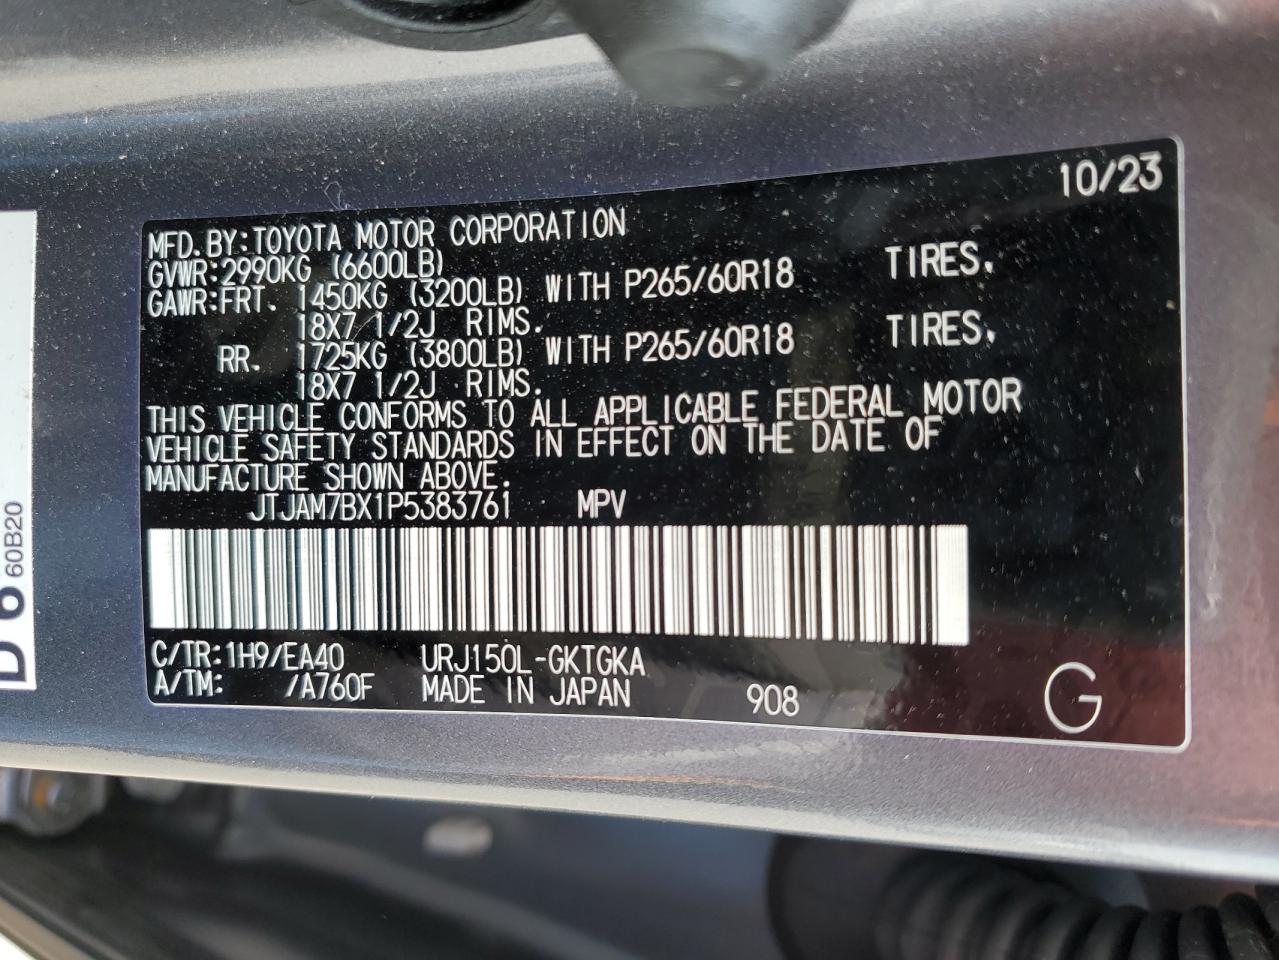 10/23
MFD.BY:TOYOTA MOTOR CORPORATION
GVWR:2990KG (6600LB)
GAWR:FRT. 1450KG (3200LB) WITH P265/60R18 TIRES,
18X7 1/2J RIMS.
RR. 1725KG (3800LB) WITH P265/60R18 TIRES,
18X7 1/2J RIMS.
THIS VEHICLE CONFORMS TO ALL APPLICABLE FEDERAL MOTOR
VEHICLE SAFETY STANDARDS IN EFFECT ON THE DATE OF
MANUFACTURE SHOWN ABOVE.
JTJAM7BX1P5383761 MPV
C/TR:1H9/EA40 URJ150L-GKTGKA
A/TM: /A760F MADE IN JAPAN 908 G
D 6
60B20